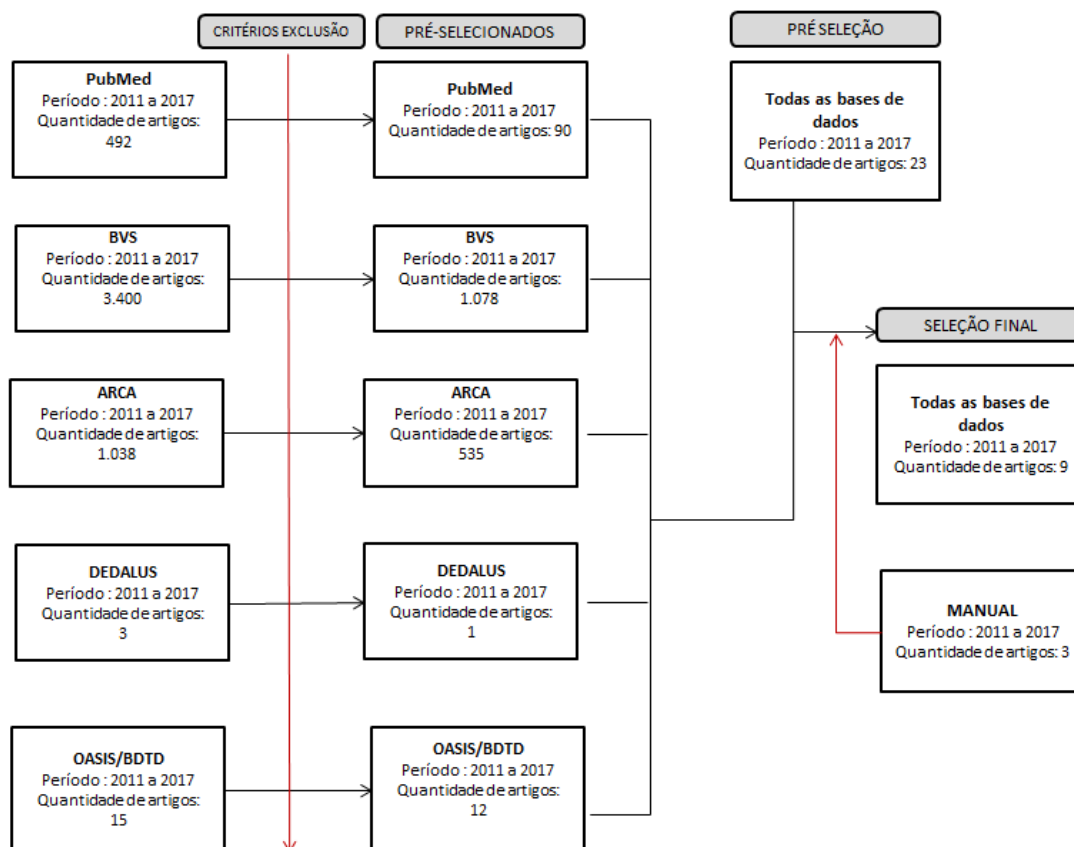 CRITÉRIOS EXCLUSÃO
PRÉ-SELECIONADOS
PRÉ SELEÇÃO
PubMed
Período : 2011 a 2017
Quantidade de artigos:
492
PubMed
Período : 2011 a 2017
Quantidade de artigos: 90
Todas as bases de
dados
Período : 2011 a 2017
Quantidade de artigos: 23
BVS
Período : 2011 a 2017
Quantidade de artigos:
3.400
BVS
Período : 2011 a 2017
Quantidade de artigos:
1.078
SELEÇÃO FINAL
ARCA
Período : 2011 a 2017
Quantidade de artigos:
1.038
ARCA
Período : 2011 a 2017
Quantidade de artigos:
535
Todas as bases de
dados
Período : 2011 a 2017
Quantidade de artigos: 9
DEDALUS
Período : 2011 a 2017
Quantidade de artigos:
3
DEDALUS
Período : 2011 a 2017
Quantidade de artigos:
1
MANUAL
Período : 2011 a 2017
Quantidade de artigos: 3
OASIS/BDTD
Período : 2011 a 2017
Quantidade de artigos:
15
OASIS/BDTD
Período : 2011 a 2017
Quantidade de artigos:
12